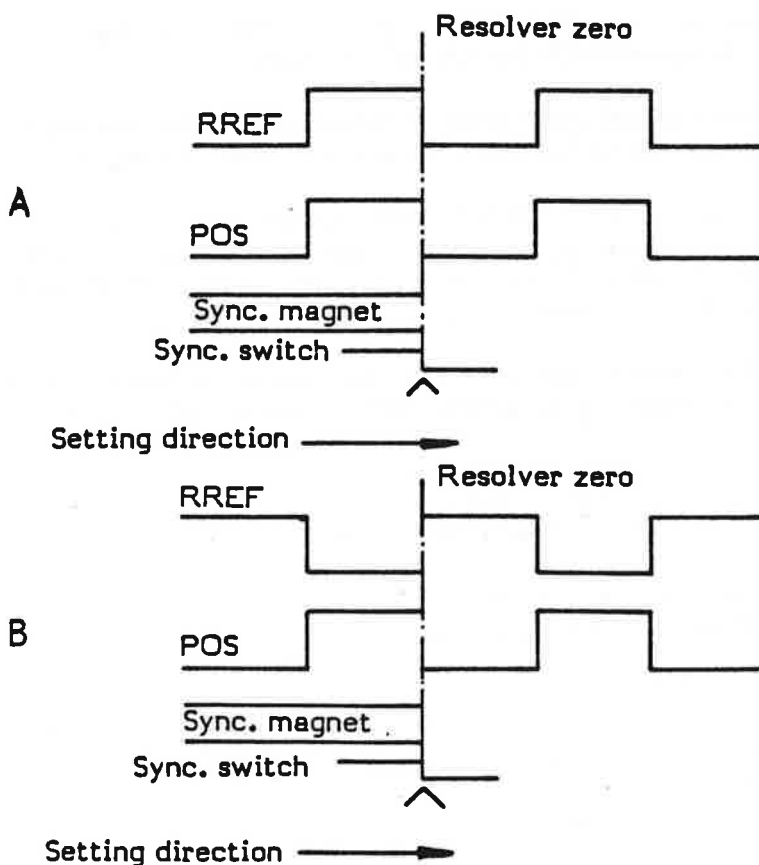 Resolver zero
RREF
A
POS
Sync. magnet
Sync. switch
Setting direction
Resolver zero
RREF
B
POS
Sync. magnet
Sync. switch
Setting direction